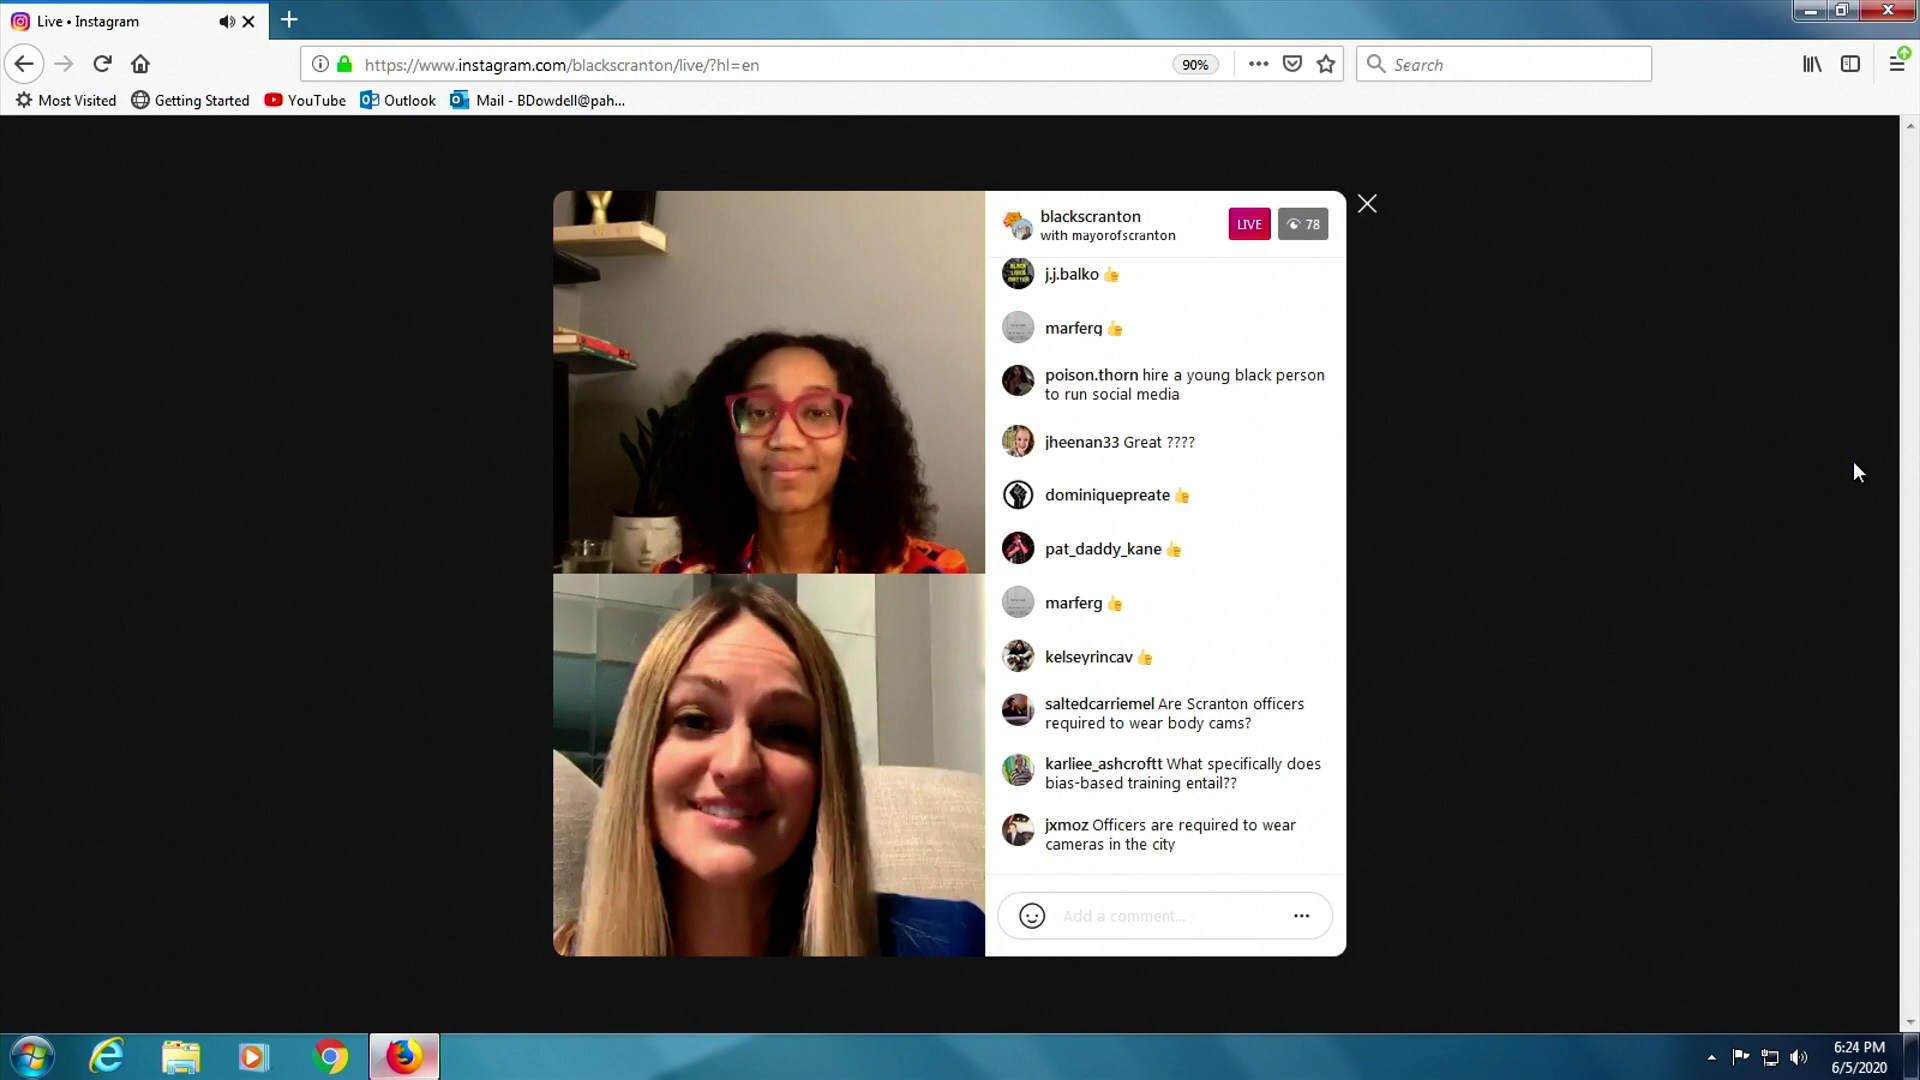 Live • Instagram
https://www.instagram.com/blackscranton/live/?hl=en
90%
Search
Most Visited
Getting Started
YouTube
Outlook
Mail - BDowdell@pah...
blackscranton
with mayorofscranton
LIVE
78
j.j.balko 👍
marferg 👍
poison.thorn hire a young black person
to run social media
jheenan33 Great ????
dominiquepreate 👍
pat_daddy_kane 👍
marferg 👍
kelseyrincav 👍
saltedcarriemel Are Scranton officers
required to wear body cams?
karliee_ashcroftt What specifically does
bias-based training entail??
jxmoz Officers are required to wear
cameras in the city
Add a comment...
6:24 PM
6/5/2020